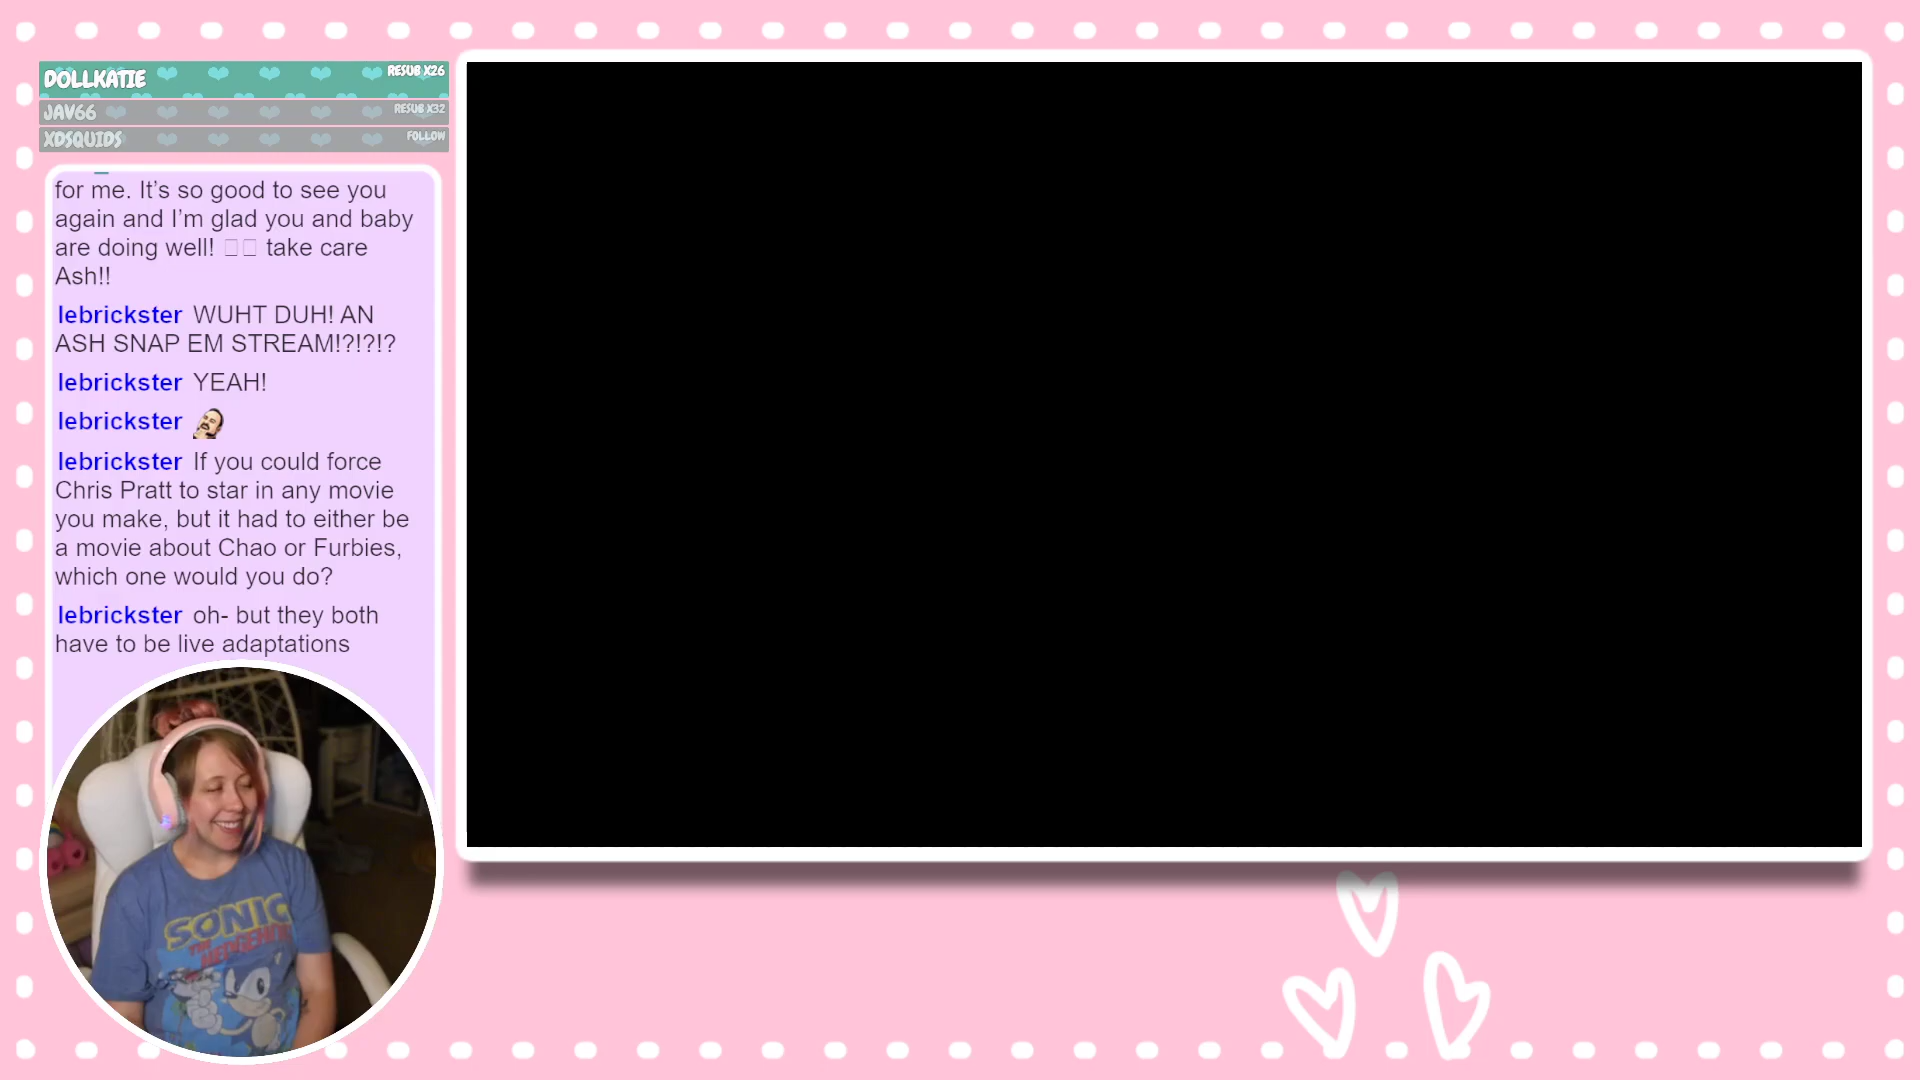 DOLLKATIE RESUB X26
JAV66 RESUB X32
XDSQUIDS FOLLOW
for me. It’s so good to see you
again and I’m glad you and baby
are doing well! take care
Ash!!
lebrickster WUHT DUH! AN
ASH SNAP EM STREAM!?!?!?
lebrickster YEAH!
lebrickster
lebrickster If you could force
Chris Pratt to star in any movie
you make, but it had to either be
a movie about Chao or Furbies,
which one would you do?
lebrickster oh- but they both
have to be live adaptations
SONIC
THE
HEDGEHOG